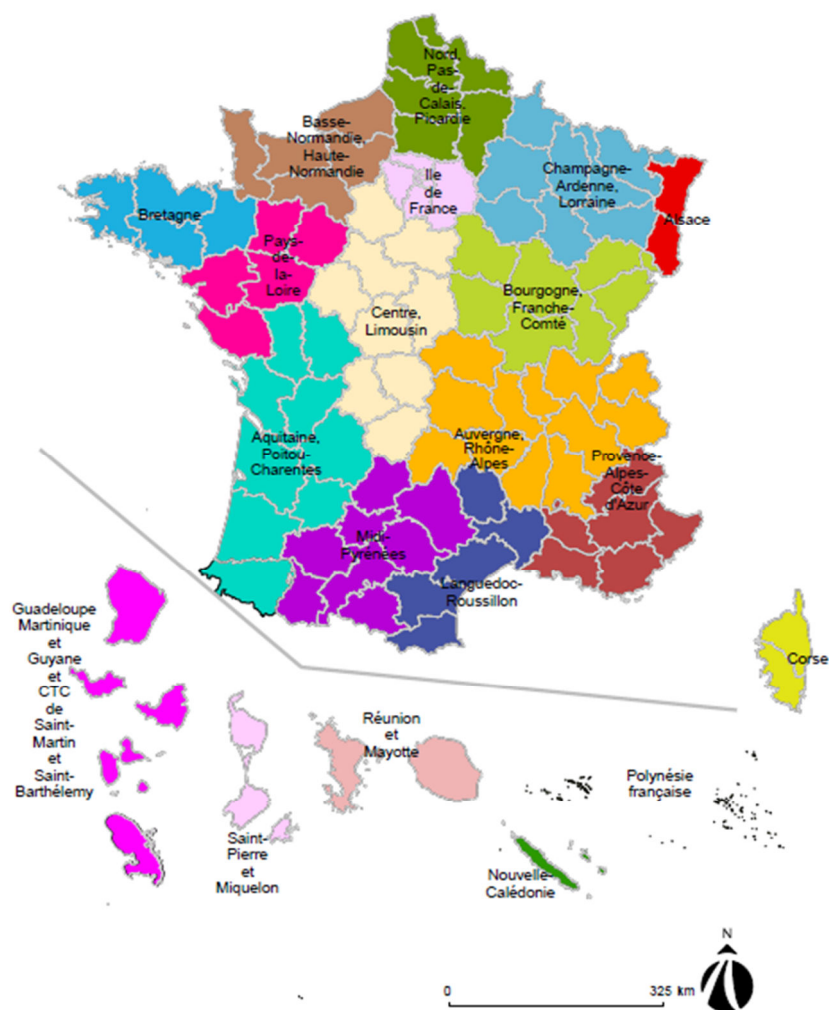 Nord,
Pas-
de-
Calais,
Picardie
Basse-
Normandie,
Haute-
Normandie
Ile
de
France
Champagne-
Ardenne,
Lorraine
Alsace
Bretagne
Pays-
de-
la-
Loire
Centre,
Limousin
Bourgogne,
Franche-
Comté
Aquitaine,
Poitou-
Charentes
Auvergne,
Rhône-
Alpes
Provence-
Alpes-
Côte
d'Azur
Midi-
Pyrénées
Languedoc-
Roussillon
Corse
Guadeloupe
Martinique
et
Guyane
et
CTC
de
Saint-
Martin
et
Saint-
Barthélemy
Saint-
Pierre
et
Miquelon
Réunion
et
Mayotte
Polynésie
française
Nouvelle-
Calédonie
N
0 325 km